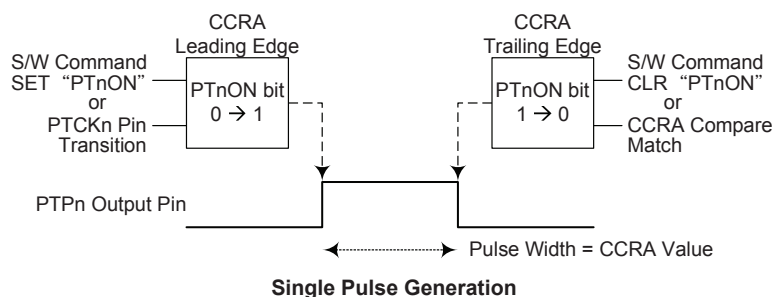 CCRA
Leading Edge
S/W Command
SET “PTnON”
or
PTCKn Pin
Transition
PTnON bit
0 → 1
CCRA
Trailing Edge
PTnON bit
1 → 0
S/W Command
CLR “PTnON”
or
CCRA Compare
Match
PTPn Output Pin
Pulse Width = CCRA Value
Single Pulse Generation